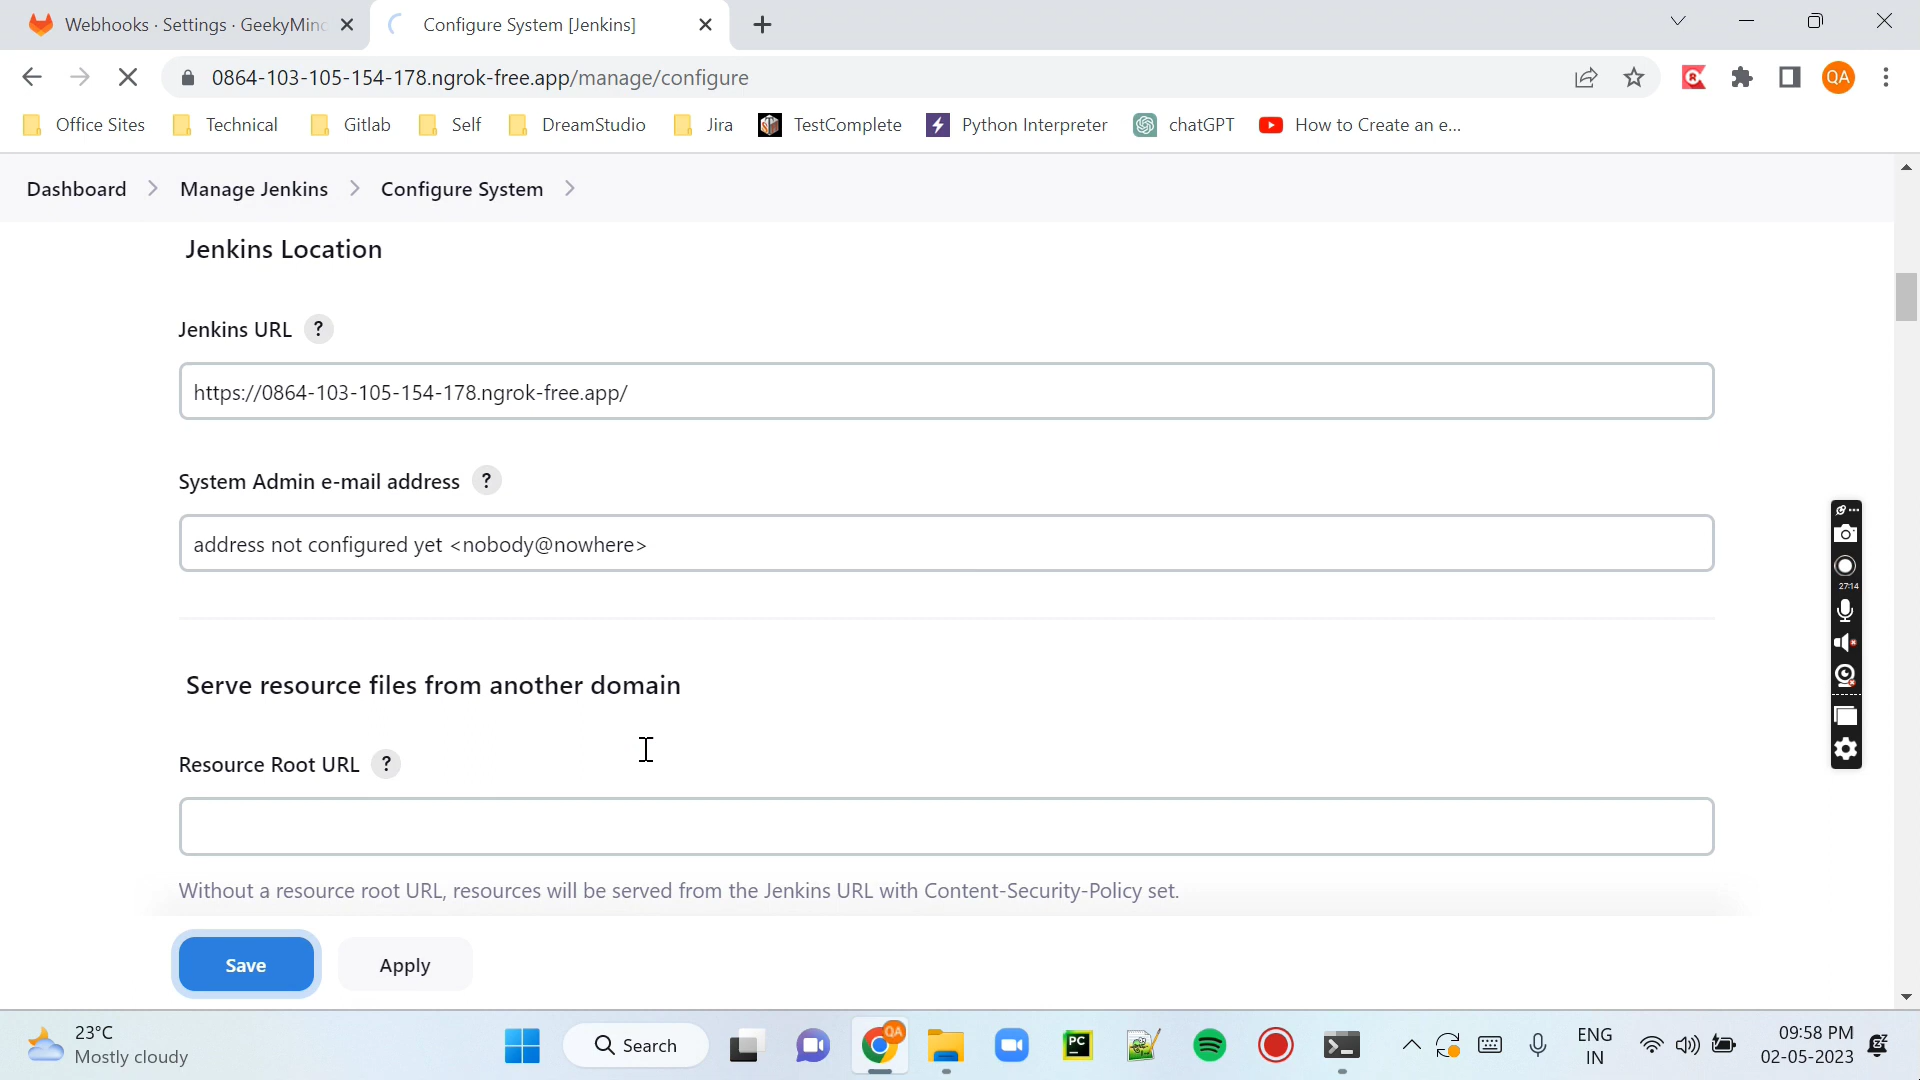 Webhooks · Settings · GeekyMinc
Configure System [Jenkins]
0864-103-105-154-178.ngrok-free.app/manage/configure
QA
Office Sites
Technical
Gitlab
Self
DreamStudio
Jira
TestComplete
Python Interpreter
chatGPT
How to Create an e...
Dashboard
Manage Jenkins
Configure System
Jenkins Location
Jenkins URL ?
https://0864-103-105-154-178.ngrok-free.app/
System Admin e-mail address ?
address not configured yet <nobody@nowhere>
27:14
Serve resource files from another domain
Resource Root URL ?
Without a resource root URL, resources will be served from the Jenkins URL with Content-Security-Policy set.
Save
Apply
23°C
Mostly cloudy
Search
QA
PC
ENG
IN
09:58 PM
02-05-2023